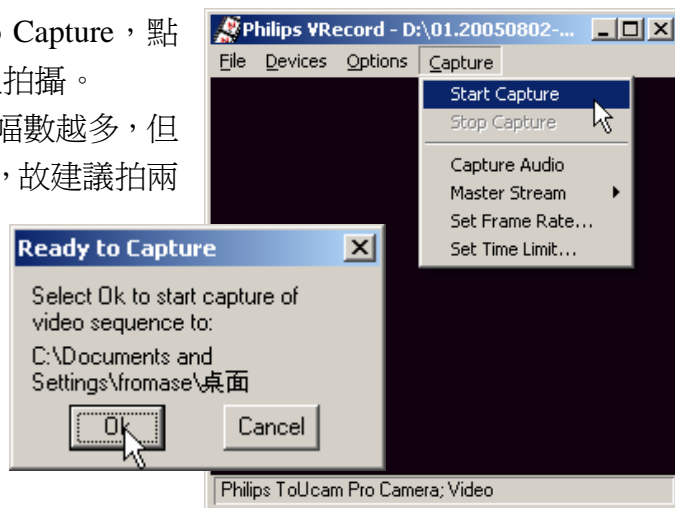 Capture，點
拍攝。
幅數越多，但
，故建議拍兩
Philips VRecord - D:\01.20050802-...
File Devices Options Capture
Start Capture
Stop Capture
Capture Audio
Master Stream
Set Frame Rate...
Set Time Limit...
Ready to Capture
Select Ok to start capture of
video sequence to:
C:\Documents and
Settings\fromase\桌面
Ok Cancel
Philips ToUcam Pro Camera; Video